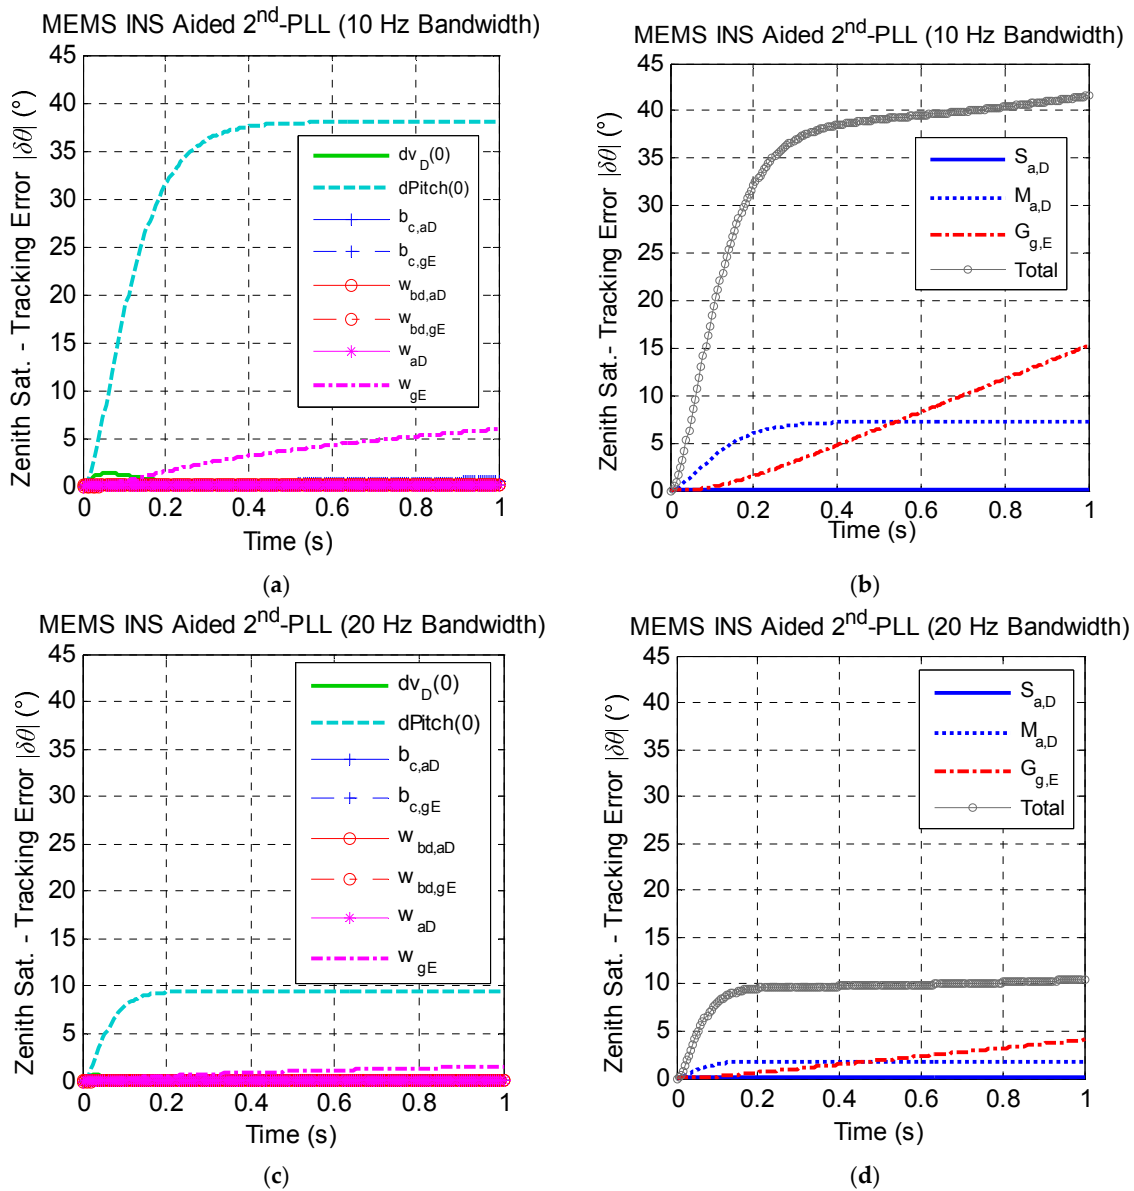 MEMS INS Aided 2nd-PLL (10 Hz Bandwidth)
Zenith Sat. - Tracking Error |δθ| (°)
45
40
35
30
25
20
15
10
5
0
0 0.2 0.4 0.6 0.8 1
Time (s)
dvD(0)
dPitch(0)
bc,aD
bc,gE
wbd,aD
wbd,gE
waD
wgE
(a)
MEMS INS Aided 2nd-PLL (10 Hz Bandwidth)
Zenith Sat.- Tracking Error |δθ| (°)
45
40
35
30
25
20
15
10
5
0
0 0.2 0.4 0.6 0.8 1
Time (s)
Sa,D
Ma,D
Gg,E
Total
(b)
MEMS INS Aided 2nd-PLL (20 Hz Bandwidth)
Zenith Sat. - Tracking Error |δθ| (°)
45
40
35
30
25
20
15
10
5
0
0 0.2 0.4 0.6 0.8 1
Time (s)
dvD(0)
dPitch(0)
bc,aD
bc,gE
wbd,aD
wbd,gE
waD
wgE
(c)
MEMS INS Aided 2nd-PLL (20 Hz Bandwidth)
Zenith Sat. - Tracking Error |δθ| (°)
45
40
35
30
25
20
15
10
5
0
0 0.2 0.4 0.6 0.8 1
Time (s)
Sa,D
Ma,D
Gg,E
Total
(d)